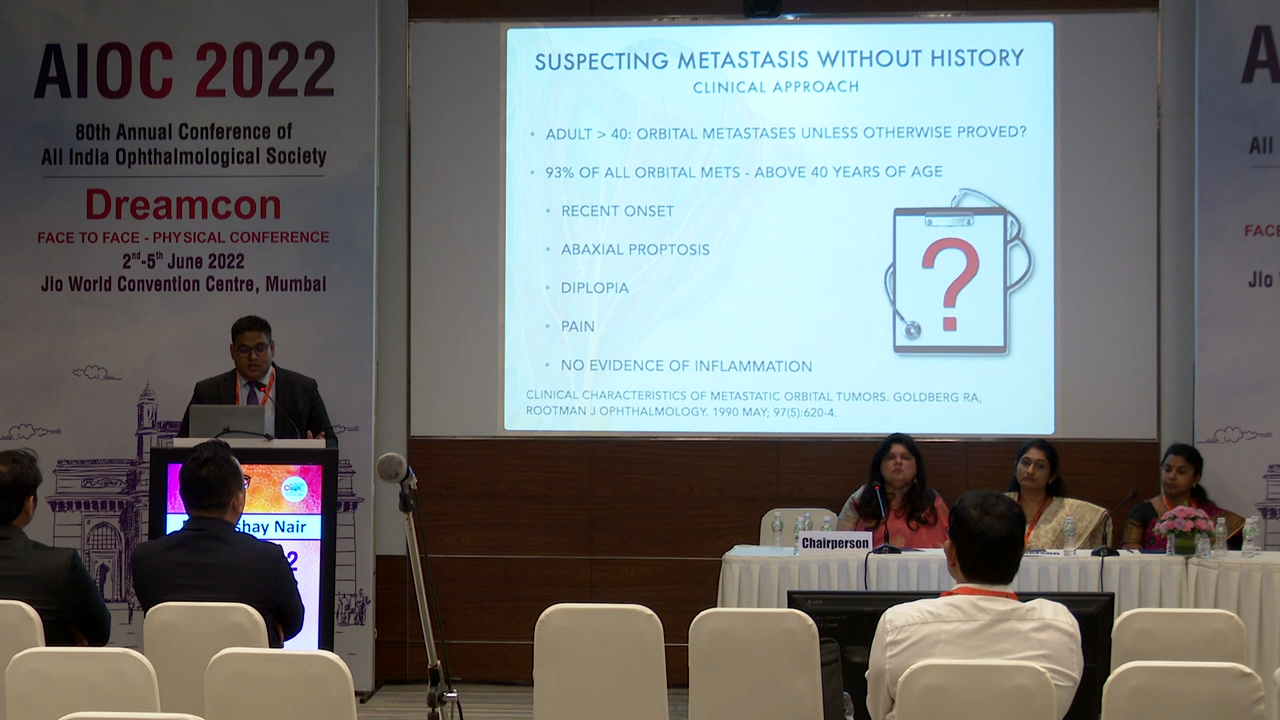 AIOC 2022
80th Annual Conference of
All India Ophthalmological Society
Dreamcon
FACE TO FACE - PHYSICAL CONFERENCE
2nd-5th June 2022
Jio World Convention Centre, Mumbai
SUSPECTING METASTASIS WITHOUT HISTORY
CLINICAL APPROACH
• ADULT > 40: ORBITAL METASTASES UNLESS OTHERWISE PROVED?
• 93% OF ALL ORBITAL METS - ABOVE 40 YEARS OF AGE
• RECENT ONSET
• ABAXIAL PROPTOSIS
• DIPLOPIA
• PAIN
• NO EVIDENCE OF INFLAMMATION
?
CLINICAL CHARACTERISTICS OF METASTATIC ORBITAL TUMORS. GOLDBERG RA,
ROOTMAN J OPHTHALMOLOGY. 1990 MAY; 97(5):620-4.
A
All
FACE
Jio
shay Nair
2
Chairperson